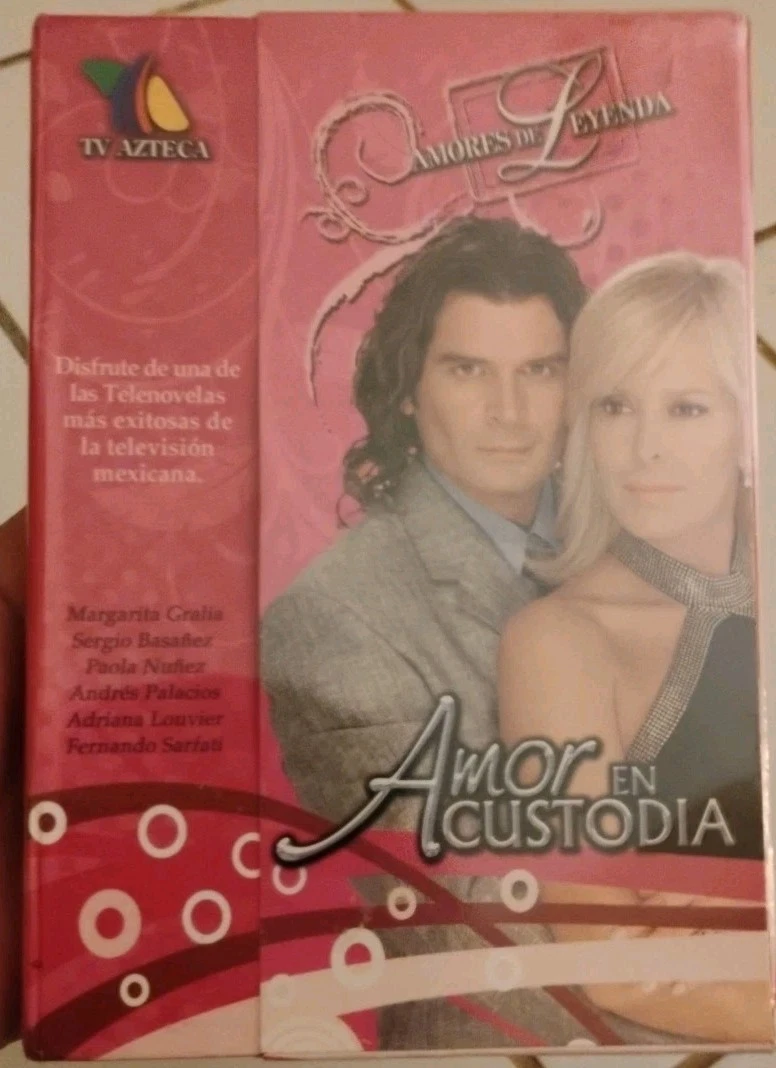 TV AZTECA
Disfrute de una de
las Telenovelas
más exitosas de
la televisión
mexicana.
Margarita Gralia
Sergio Basañez
Paola Nuñez
Andrés Palacios
Adriana Louvier
Fernando Sarfati
AMORES DE LEYENDA
Amor EN
CUSTODIA